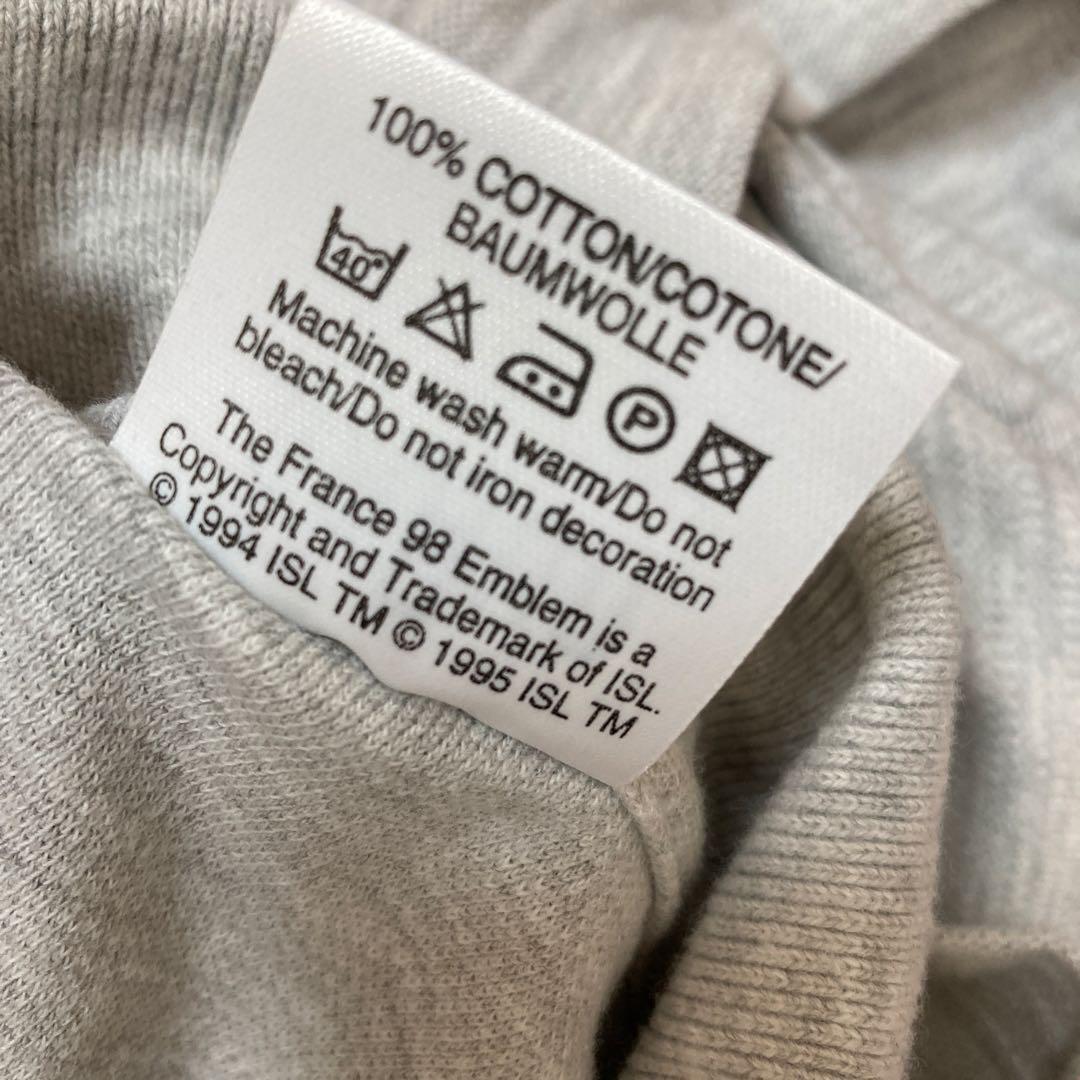 100% COTTON/COTONE/
BAUMWOLLE
40°
P
Machine wash warm/Do not
bleach/Do not iron decoration
The France 98 Emblem is a
Copyright and Trademark of ISL.
© 1994 ISL TM © 1995 ISL TM